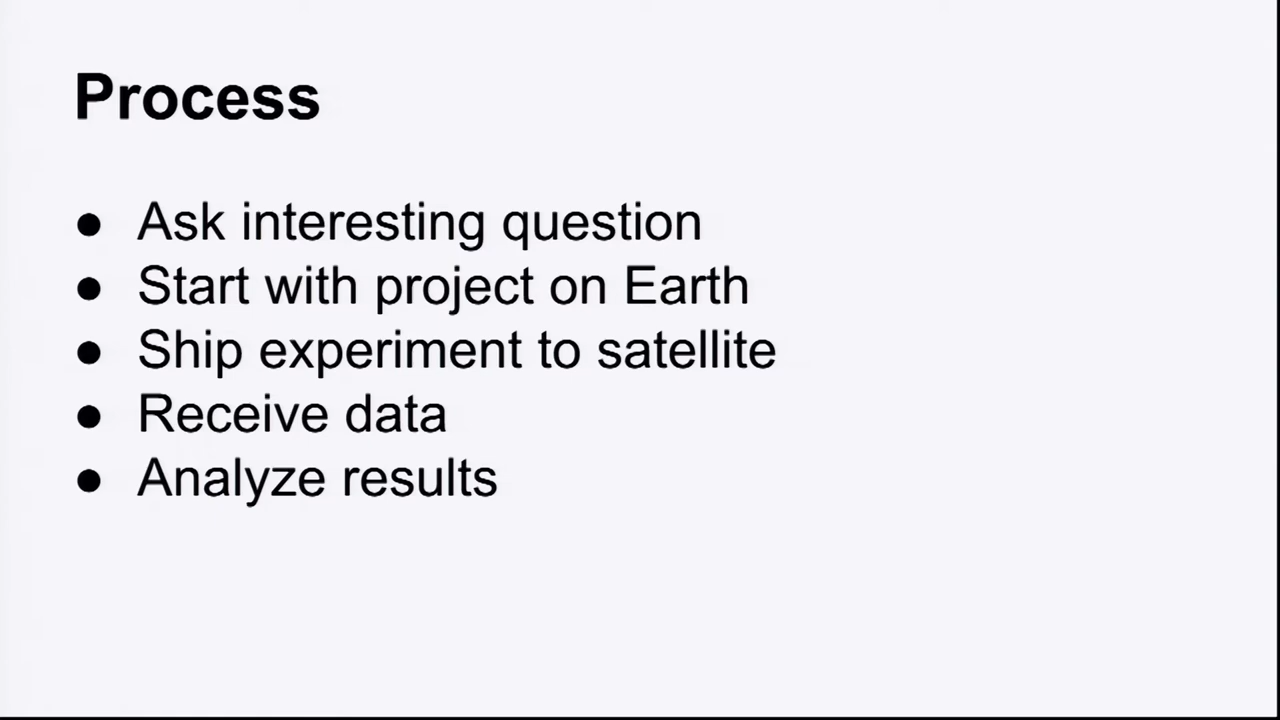 Process
● Ask interesting question
● Start with project on Earth
● Ship experiment to satellite
● Receive data
● Analyze results